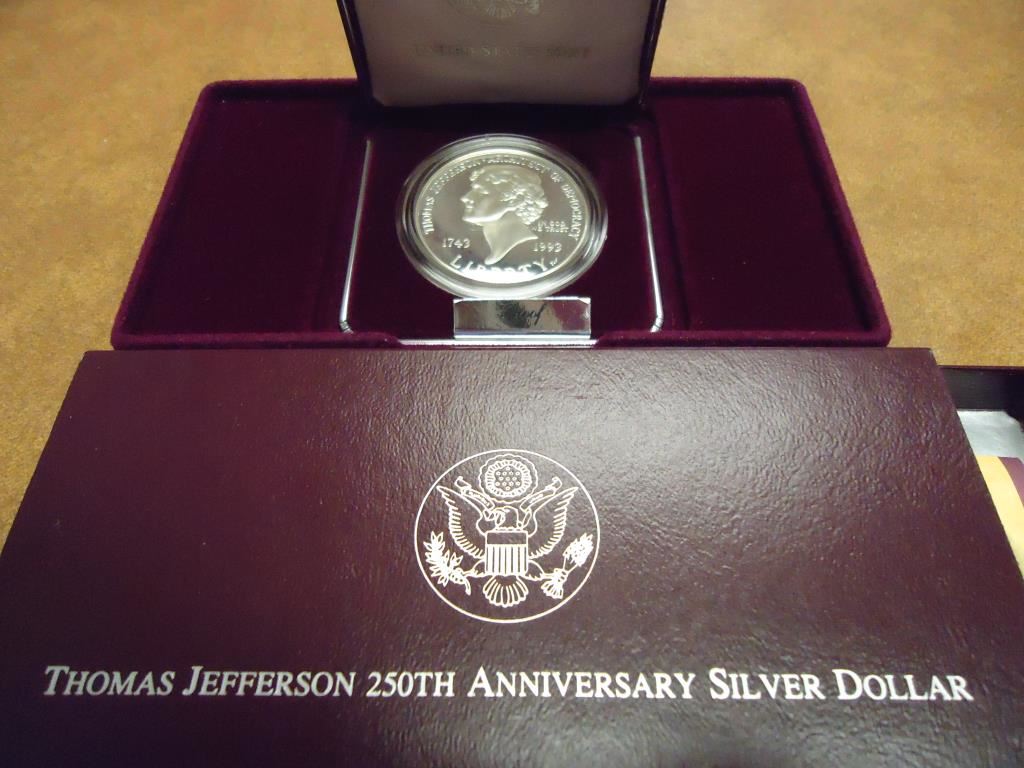 UNITED STATES MINT
THOMAS JEFFERSON ARCHITECT OF DEMOCRACY
IN GOD
WE TRUST
1743 1993
LIBERTY
Proof
THOMAS JEFFERSON 250TH ANNIVERSARY SILVER DOLLAR